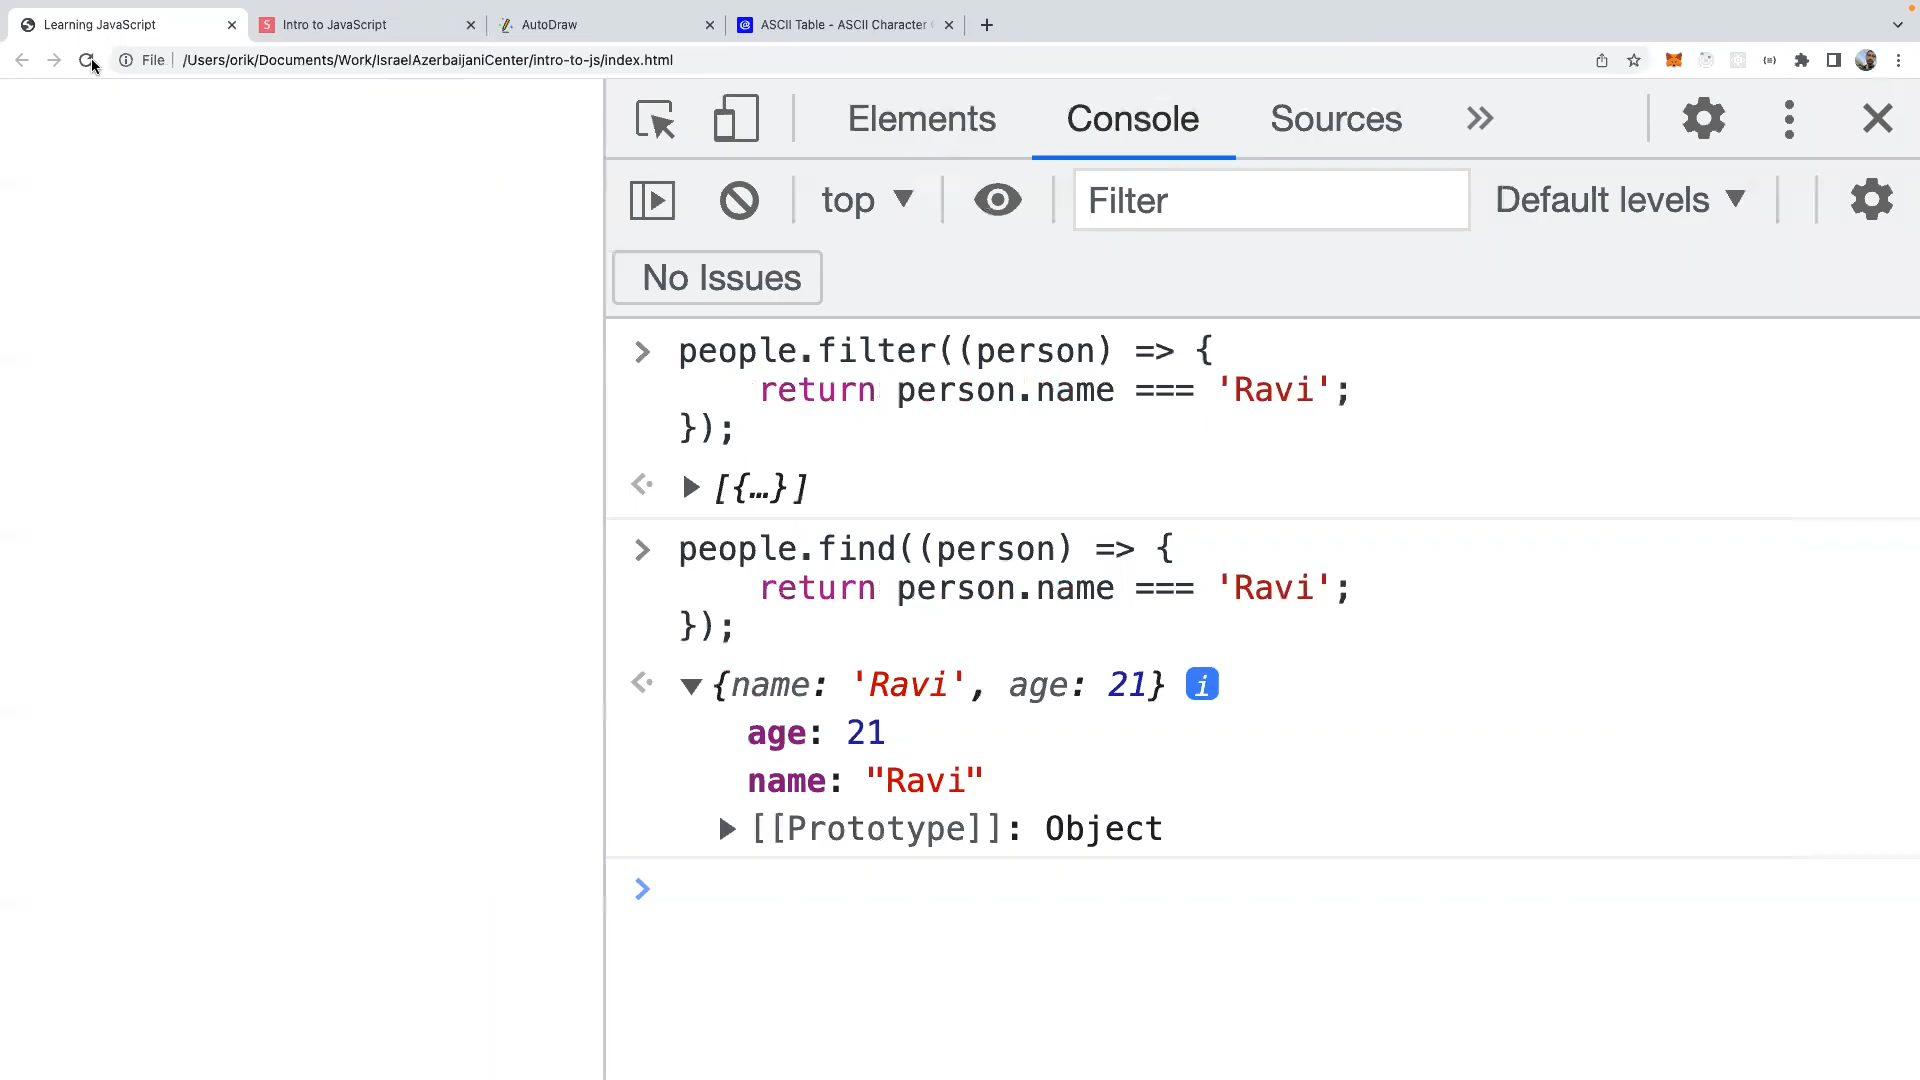 Learning JavaScript
Intro to JavaScript
AutoDraw
ASCII Table - ASCII Character
File
/Users/orik/Documents/Work/IsraelAzerbaijaniCenter/intro-to-js/index.html
Elements
Console
Sources
top
Filter
Default levels
No Issues
people.filter((person) => {
return person.name === 'Ravi';
});
[{…}]
people.find((person) => {
return person.name === 'Ravi';
});
{name: 'Ravi', age: 21}
age: 21
name: "Ravi"
[[Prototype]]: Object